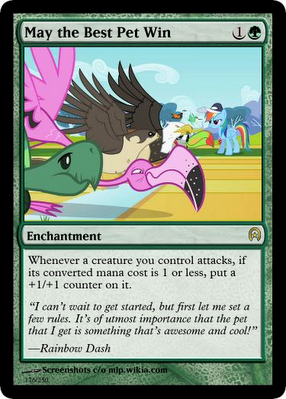 May the Best Pet Win 1
Enchantment
Whenever a creature you control attacks, if
its converted mana cost is 1 or less, put a
+1/+1 counter on it.
“I can't wait to get started, but first let me set a
few rules. It's of utmost importance that the pet
that I get is something that's awesome and cool!”
—Rainbow Dash
176/250
Screenshots c/o mlp.wikia.com